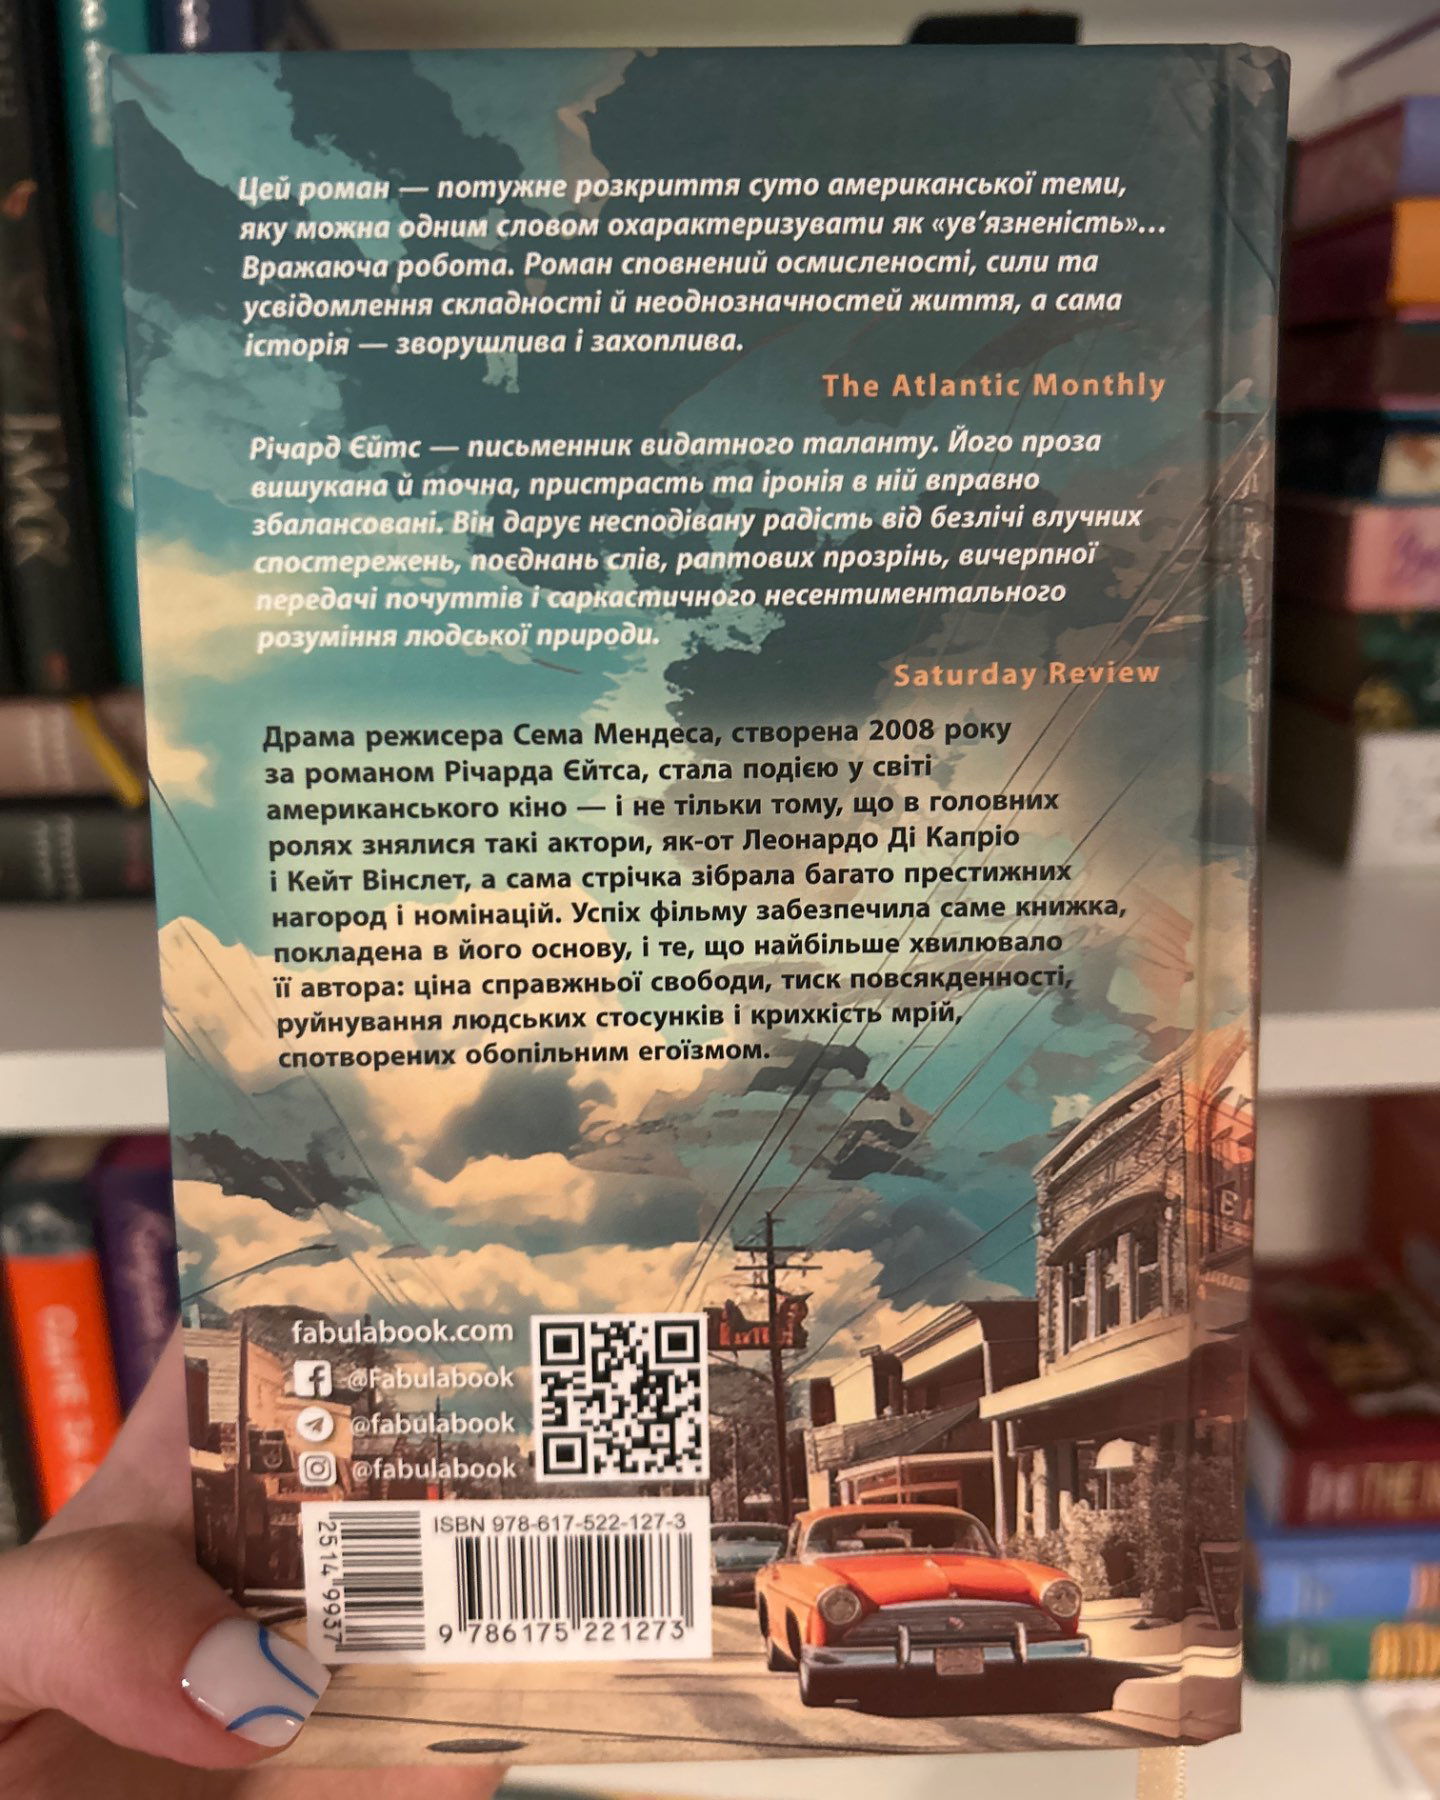 Цей роман — потужне розкриття суто американської теми,
яку можна одним словом охарактеризувати як «ув’язненість»...
Вражаюча робота. Роман сповнений осмисленості, сили та
усвідомлення складності й неоднозначностей життя, а сама
історія — зворушлива і захоплива.
The Atlantic Monthly
Річард Єйтс — письменник видатного таланту. Його проза
вишукана й точна, пристрасть та іронія в ній вправно
збалансовані. Він дарує несподівану радість від безлічі влучних
спостережень, поєднань слів, раптових прозрінь, вичерпної
передачі почуттів і саркастичного несентиментального
розуміння людської природи.
Saturday Review
Драма режисера Сема Мендеса, створена 2008 року
за романом Річарда Єйтса, стала подією у світі
американського кіно — і не тільки тому, що в головних
ролях знялися такі актори, як-от Леонардо Ді Капріо
і Кейт Вінслет, а сама стрічка зібрала багато престижних
нагород і номінацій. Успіх фільму забезпечила саме книжка,
покладена в його основу, і те, що найбільше хвилювало
її автора: ціна справжньої свободи, тиск повсякденності,
руйнування людських стосунків і крихкість мрій,
спотворених обопільним егоїзмом.
fabulabook.com
@Fabulabook
@fabulabook
@fabulabook
ISBN 978-617-522-127-3
2514 9937
9 786175 221273